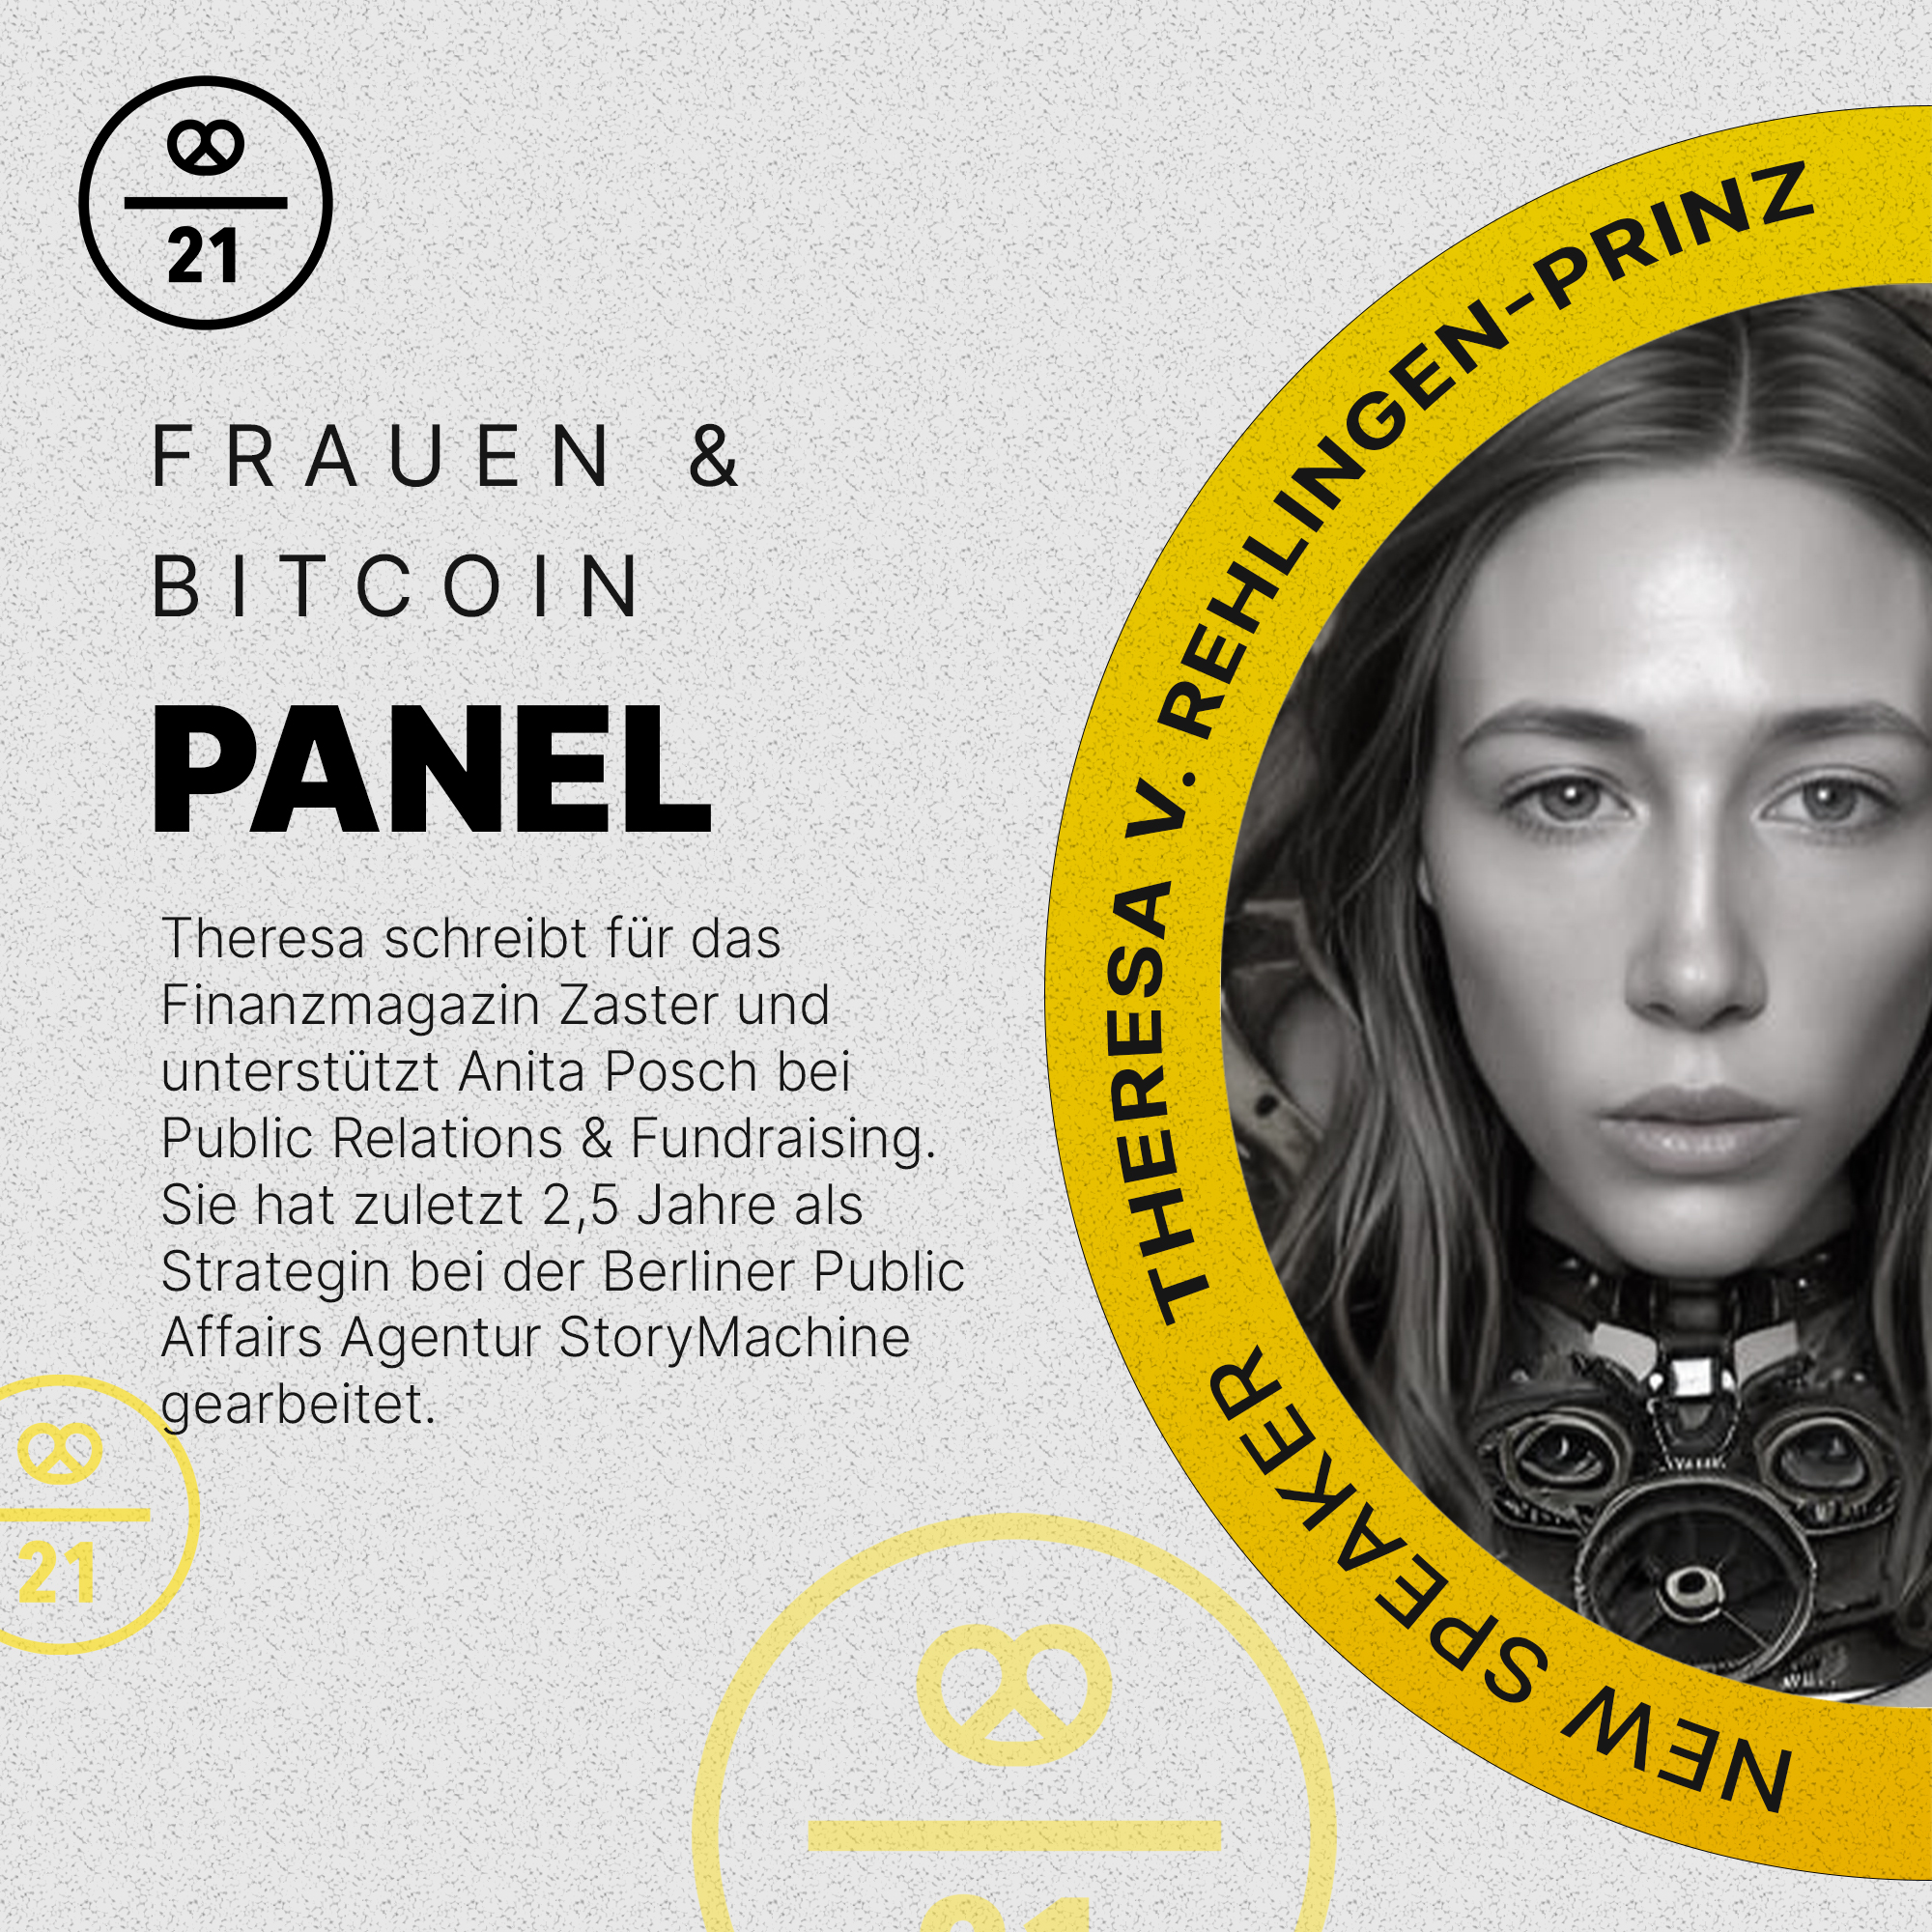 21
FRAUEN &
BITCOIN
PANEL
Theresa schreibt für das
Finanzmagazin Zaster und
unterstützt Anita Posch bei
Public Relations & Fundraising.
Sie hat zuletzt 2,5 Jahre als
Strategin bei der Berliner Public
Affairs Agentur StoryMachine
gearbeitet.
NEW SPEAKER THERESA V. REHLINGEN-PRINZ
21
21